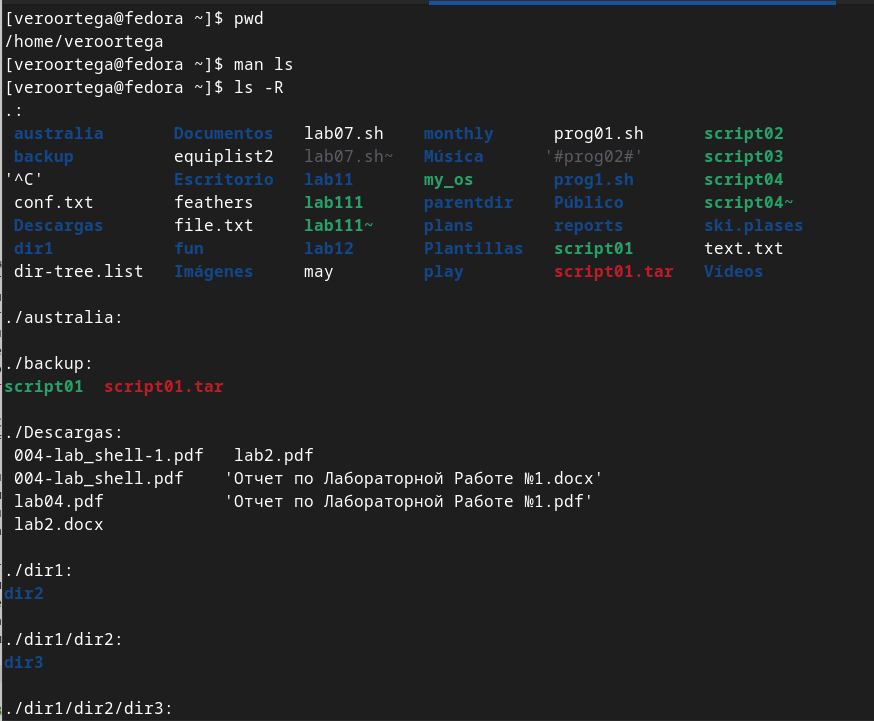 [veroortega@fedora ~]$ pwd
/home/veroortega
[veroortega@fedora ~]$ man ls
[veroortega@fedora ~]$ ls -R
.:
australia Documentos lab07.sh monthly prog01.sh script02
backup equiplist2 lab07.sh~ Música '#prog02#' script03
'^C' Escritorio lab11 my_os prog1.sh script04
conf.txt feathers lab111 parentdir Público script04~
Descargas file.txt lab111~ plans reports ski.plases
dir1 fun lab12 Plantillas script01 text.txt
dir-tree.list Imágenes may play script01.tar Vídeos
./australia:
./backup:
script01 script01.tar
./Descargas:
004-lab_shell-1.pdf lab2.pdf
004-lab_shell.pdf 'Отчет по Лабораторной Работе №1.docx'
lab04.pdf 'Отчет по Лабораторной Работе №1.pdf'
lab2.docx
./dir1:
dir2
./dir1/dir2:
dir3
./dir1/dir2/dir3: